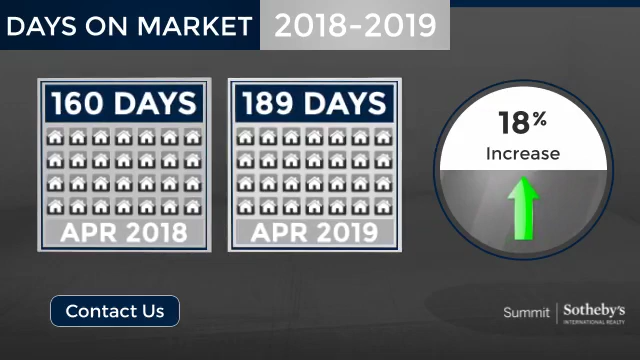 DAYS ON MARKET 2018-2019
160 DAYS
APR 2018
189 DAYS
APR 2019
18%
Increase
Contact Us
Summit Sotheby's
INTERNATIONAL REALTY